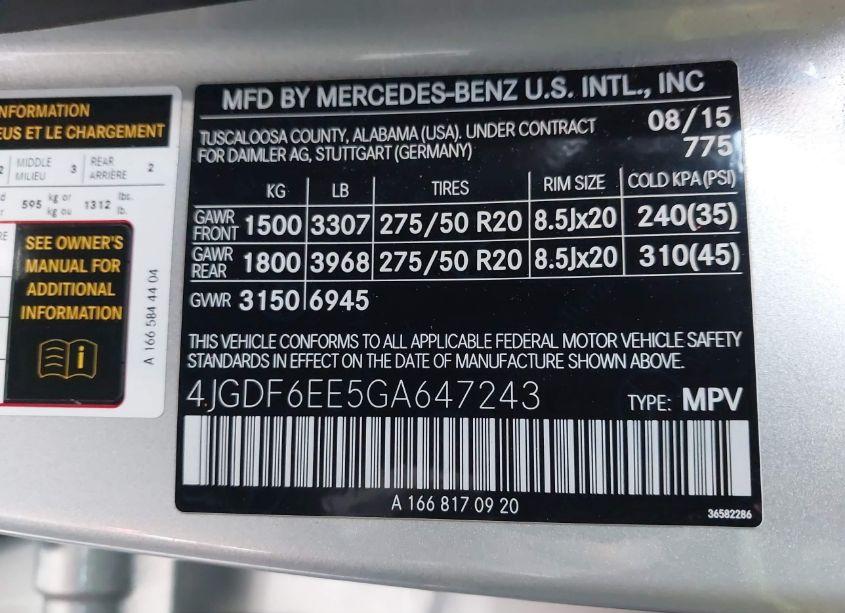 NFORMATION
EUS ET LE CHARGEMENT
2 MIDDLE MILIEU 3 REAR ARRIÈRE 2
595 kg or kg ou 1312 lbs. lb.
SEE OWNER'S
MANUAL FOR
ADDITIONAL
INFORMATION
i
A 166 584 44 04
MFD BY MERCEDES-BENZ U.S. INTL., INC
TUSCALOOSA COUNTY, ALABAMA (USA). UNDER CONTRACT 08/15
FOR DAIMLER AG, STUTTGART (GERMANY) 775
KG LB TIRES RIM SIZE COLD KPA(PSI)
GAWR FRONT 1500 3307 275/50 R20 8.5Jx20 240(35)
GAWR REAR 1800 3968 275/50 R20 8.5Jx20 310(45)
GVWR 3150 6945
THIS VEHICLE CONFORMS TO ALL APPLICABLE FEDERAL MOTOR VEHICLE SAFETY
STANDARDS IN EFFECT ON THE DATE OF MANUFACTURE SHOWN ABOVE.
4JGDF6EE5GA647243 TYPE: MPV
A 166 817 09 20
36582286